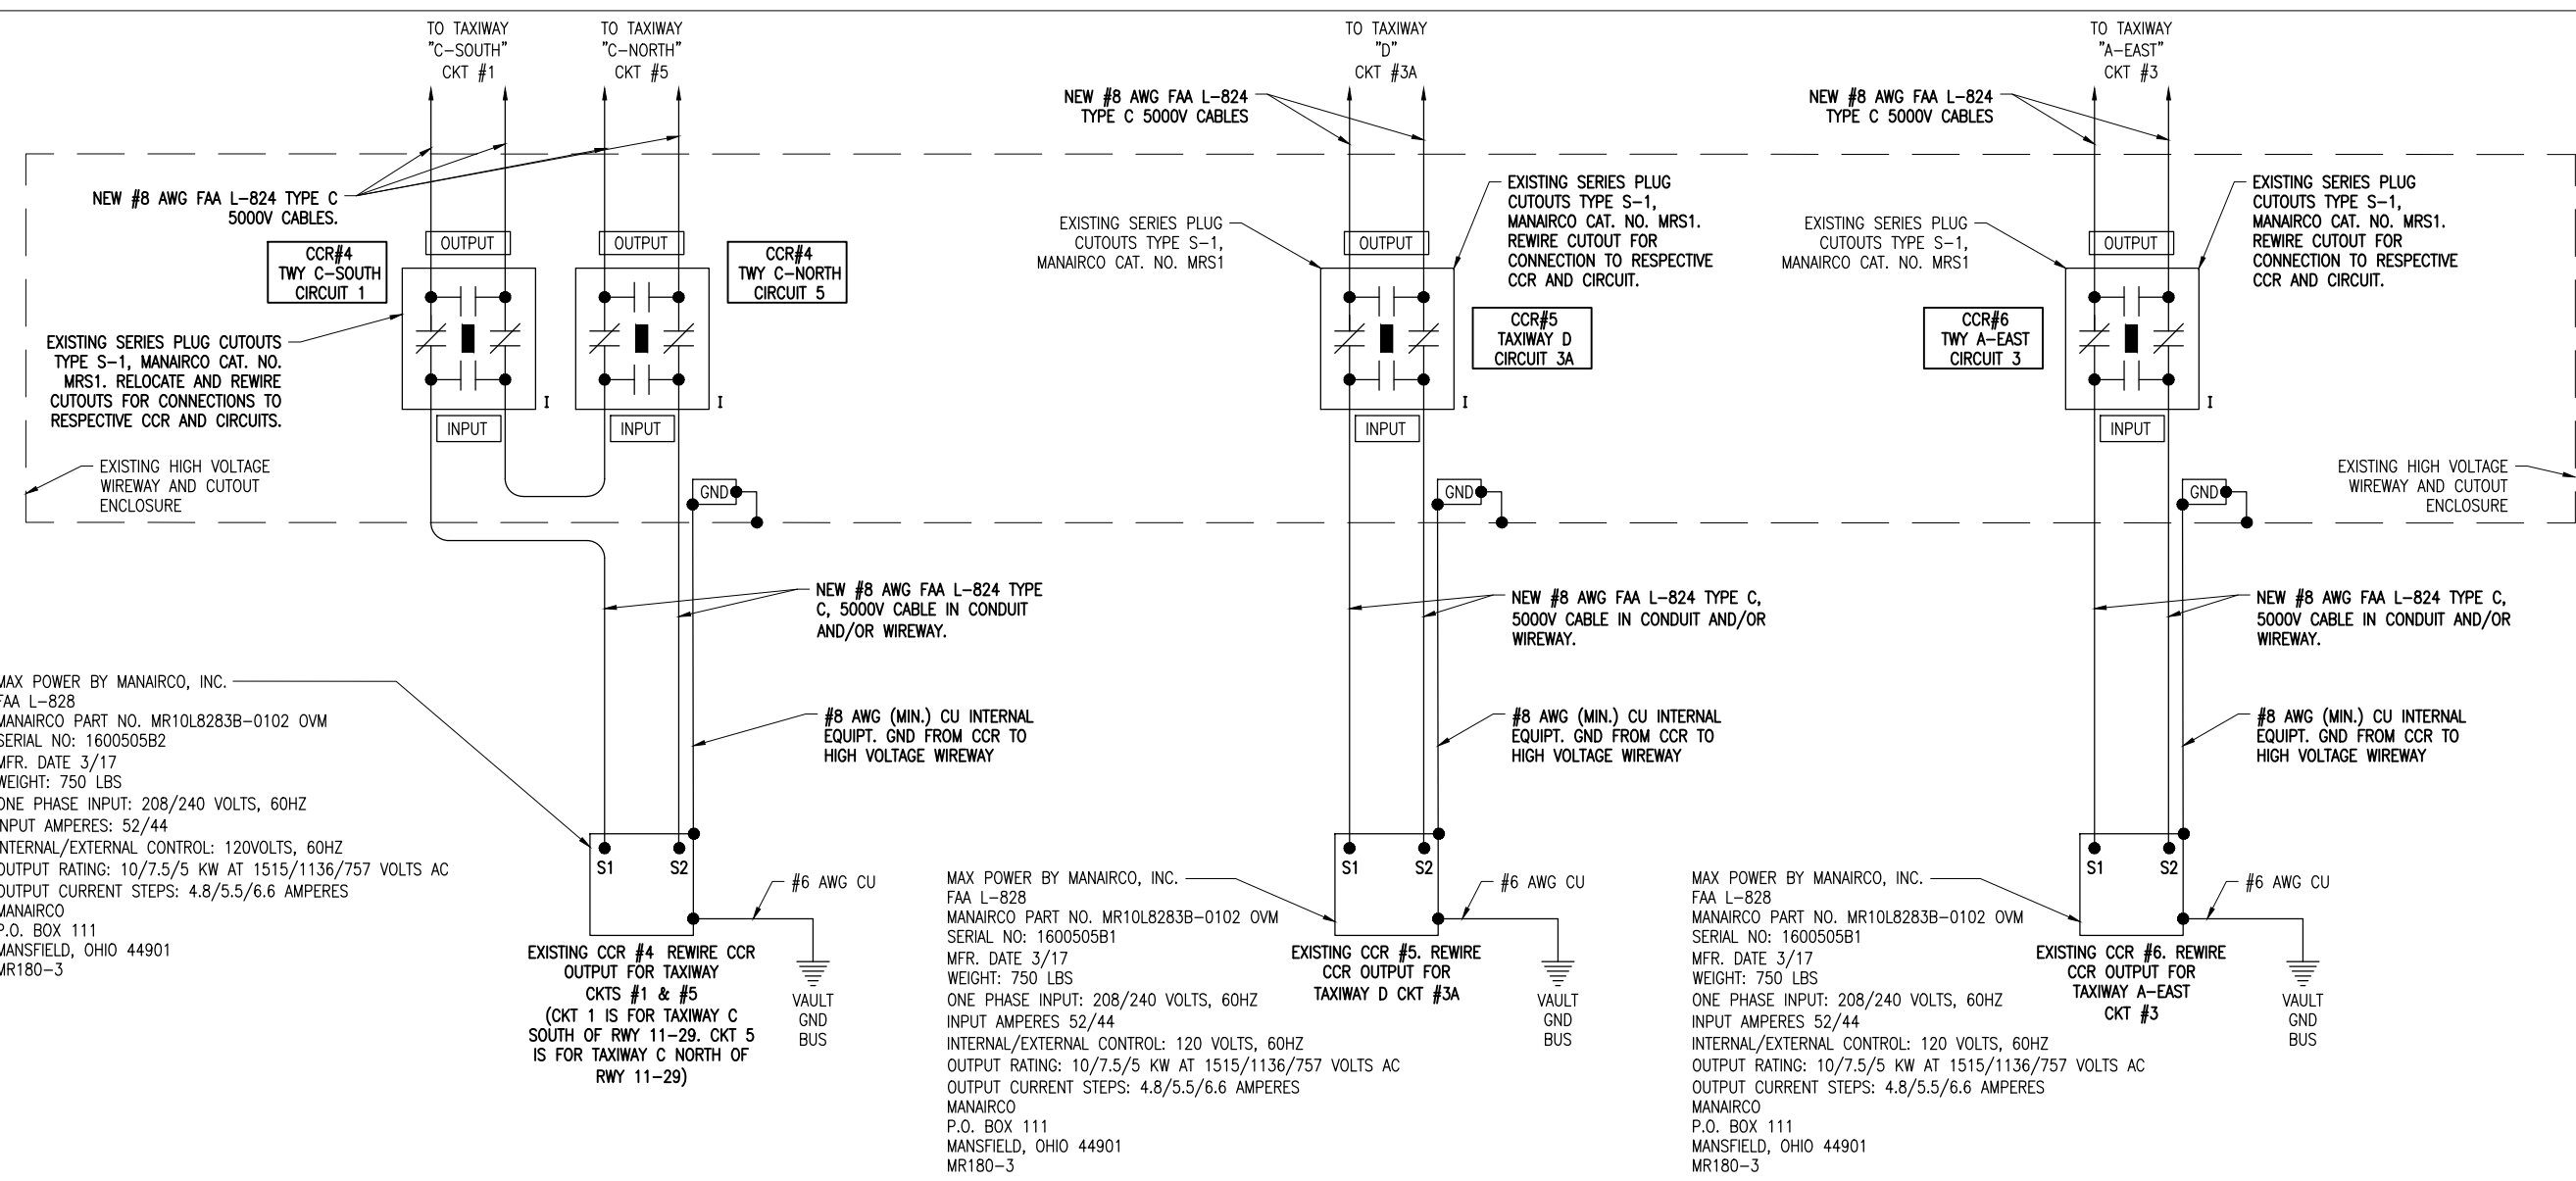 TO TAXIWAY
"C-SOUTH"
CKT #1
TO TAXIWAY
"C-NORTH"
CKT #5
TO TAXIWAY
"D"
CKT #3A
TO TAXIWAY
"A-EAST"
CKT #3
NEW #8 AWG FAA L-824
TYPE C 5000V CABLES
NEW #8 AWG FAA L-824
TYPE C 5000V CABLES
NEW #8 AWG FAA L-824 TYPE C
5000V CABLES.
OUTPUT
CCR#4
TWY C-SOUTH
CIRCUIT 1
OUTPUT
CCR#4
TWY C-NORTH
CIRCUIT 5
EXISTING SERIES PLUG CUTOUTS
TYPE S-1, MANAIRCO CAT. NO.
MRS1. RELOCATE AND REWIRE
CUTOUTS FOR CONNECTIONS TO
RESPECTIVE CCR AND CIRCUITS.
I
I
INPUT
INPUT
EXISTING HIGH VOLTAGE
WIREWAY AND CUTOUT
ENCLOSURE
GND
EXISTING SERIES PLUG
CUTOUTS TYPE S-1,
MANAIRCO CAT. NO. MRS1
OUTPUT
EXISTING SERIES PLUG
CUTOUTS TYPE S-1,
MANAIRCO CAT. NO. MRS1.
REWIRE CUTOUT FOR
CONNECTION TO RESPECTIVE
CCR AND CIRCUIT.
CCR#5
TAXIWAY D
CIRCUIT 3A
I
INPUT
GND
EXISTING SERIES PLUG
CUTOUTS TYPE S-1,
MANAIRCO CAT. NO. MRS1
OUTPUT
EXISTING SERIES PLUG
CUTOUTS TYPE S-1,
MANAIRCO CAT. NO. MRS1.
REWIRE CUTOUT FOR
CONNECTION TO RESPECTIVE
CCR AND CIRCUIT.
CCR#6
TWY A-EAST
CIRCUIT 3
I
INPUT
GND
EXISTING HIGH VOLTAGE
WIREWAY AND CUTOUT
ENCLOSURE
NEW #8 AWG FAA L-824 TYPE
C, 5000V CABLE IN CONDUIT
AND/OR WIREWAY.
NEW #8 AWG FAA L-824 TYPE C,
5000V CABLE IN CONDUIT AND/OR
WIREWAY.
NEW #8 AWG FAA L-824 TYPE C,
5000V CABLE IN CONDUIT AND/OR
WIREWAY.
#8 AWG (MIN.) CU INTERNAL
EQUIPT. GND FROM CCR TO
HIGH VOLTAGE WIREWAY
#8 AWG (MIN.) CU INTERNAL
EQUIPT. GND FROM CCR TO
HIGH VOLTAGE WIREWAY
#8 AWG (MIN.) CU INTERNAL
EQUIPT. GND FROM CCR TO
HIGH VOLTAGE WIREWAY
MAX POWER BY MANAIRCO, INC.
FAA L-828
MANAIRCO PART NO. MR10L8283B-0102 OVM
SERIAL NO: 1600505B2
MFR. DATE 3/17
WEIGHT: 750 LBS
ONE PHASE INPUT: 208/240 VOLTS, 60HZ
INPUT AMPERES: 52/44
INTERNAL/EXTERNAL CONTROL: 120VOLTS, 60HZ
OUTPUT RATING: 10/7.5/5 KW AT 1515/1136/757 VOLTS AC
OUTPUT CURRENT STEPS: 4.8/5.5/6.6 AMPERES
MANAIRCO
P.O. BOX 111
MANSFIELD, OHIO 44901
MR180-3
S1 S2
#6 AWG CU
EXISTING CCR #4 REWIRE CCR
OUTPUT FOR TAXIWAY
CKTS #1 & #5
(CKT 1 IS FOR TAXIWAY C
SOUTH OF RWY 11-29. CKT 5
IS FOR TAXIWAY C NORTH OF
RWY 11-29)
VAULT
GND
BUS
MAX POWER BY MANAIRCO, INC.
FAA L-828
MANAIRCO PART NO. MR10L8283B-0102 OVM
SERIAL NO: 1600505B1
MFR. DATE 3/17
WEIGHT: 750 LBS
ONE PHASE INPUT: 208/240 VOLTS, 60HZ
INPUT AMPERES 52/44
INTERNAL/EXTERNAL CONTROL: 120 VOLTS, 60HZ
OUTPUT RATING: 10/7.5/5 KW AT 1515/1136/757 VOLTS AC
OUTPUT CURRENT STEPS: 4.8/5.5/6.6 AMPERES
MANAIRCO
P.O. BOX 111
MANSFIELD, OHIO 44901
MR180-3
S1 S2
#6 AWG CU
EXISTING CCR #5. REWIRE
CCR OUTPUT FOR
TAXIWAY D CKT #3A
VAULT
GND
BUS
MAX POWER BY MANAIRCO, INC.
FAA L-828
MANAIRCO PART NO. MR10L8283B-0102 OVM
SERIAL NO: 1600505B1
MFR. DATE 3/17
WEIGHT: 750 LBS
ONE PHASE INPUT: 208/240 VOLTS, 60HZ
INPUT AMPERES 52/44
INTERNAL/EXTERNAL CONTROL: 120 VOLTS, 60HZ
OUTPUT RATING: 10/7.5/5 KW AT 1515/1136/757 VOLTS AC
OUTPUT CURRENT STEPS: 4.8/5.5/6.6 AMPERES
MANAIRCO
P.O. BOX 111
MANSFIELD, OHIO 44901
MR180-3
S1 S2
#6 AWG CU
EXISTING CCR #6. REWIRE
CCR OUTPUT FOR
TAXIWAY A-EAST
CKT #3
VAULT
GND
BUS